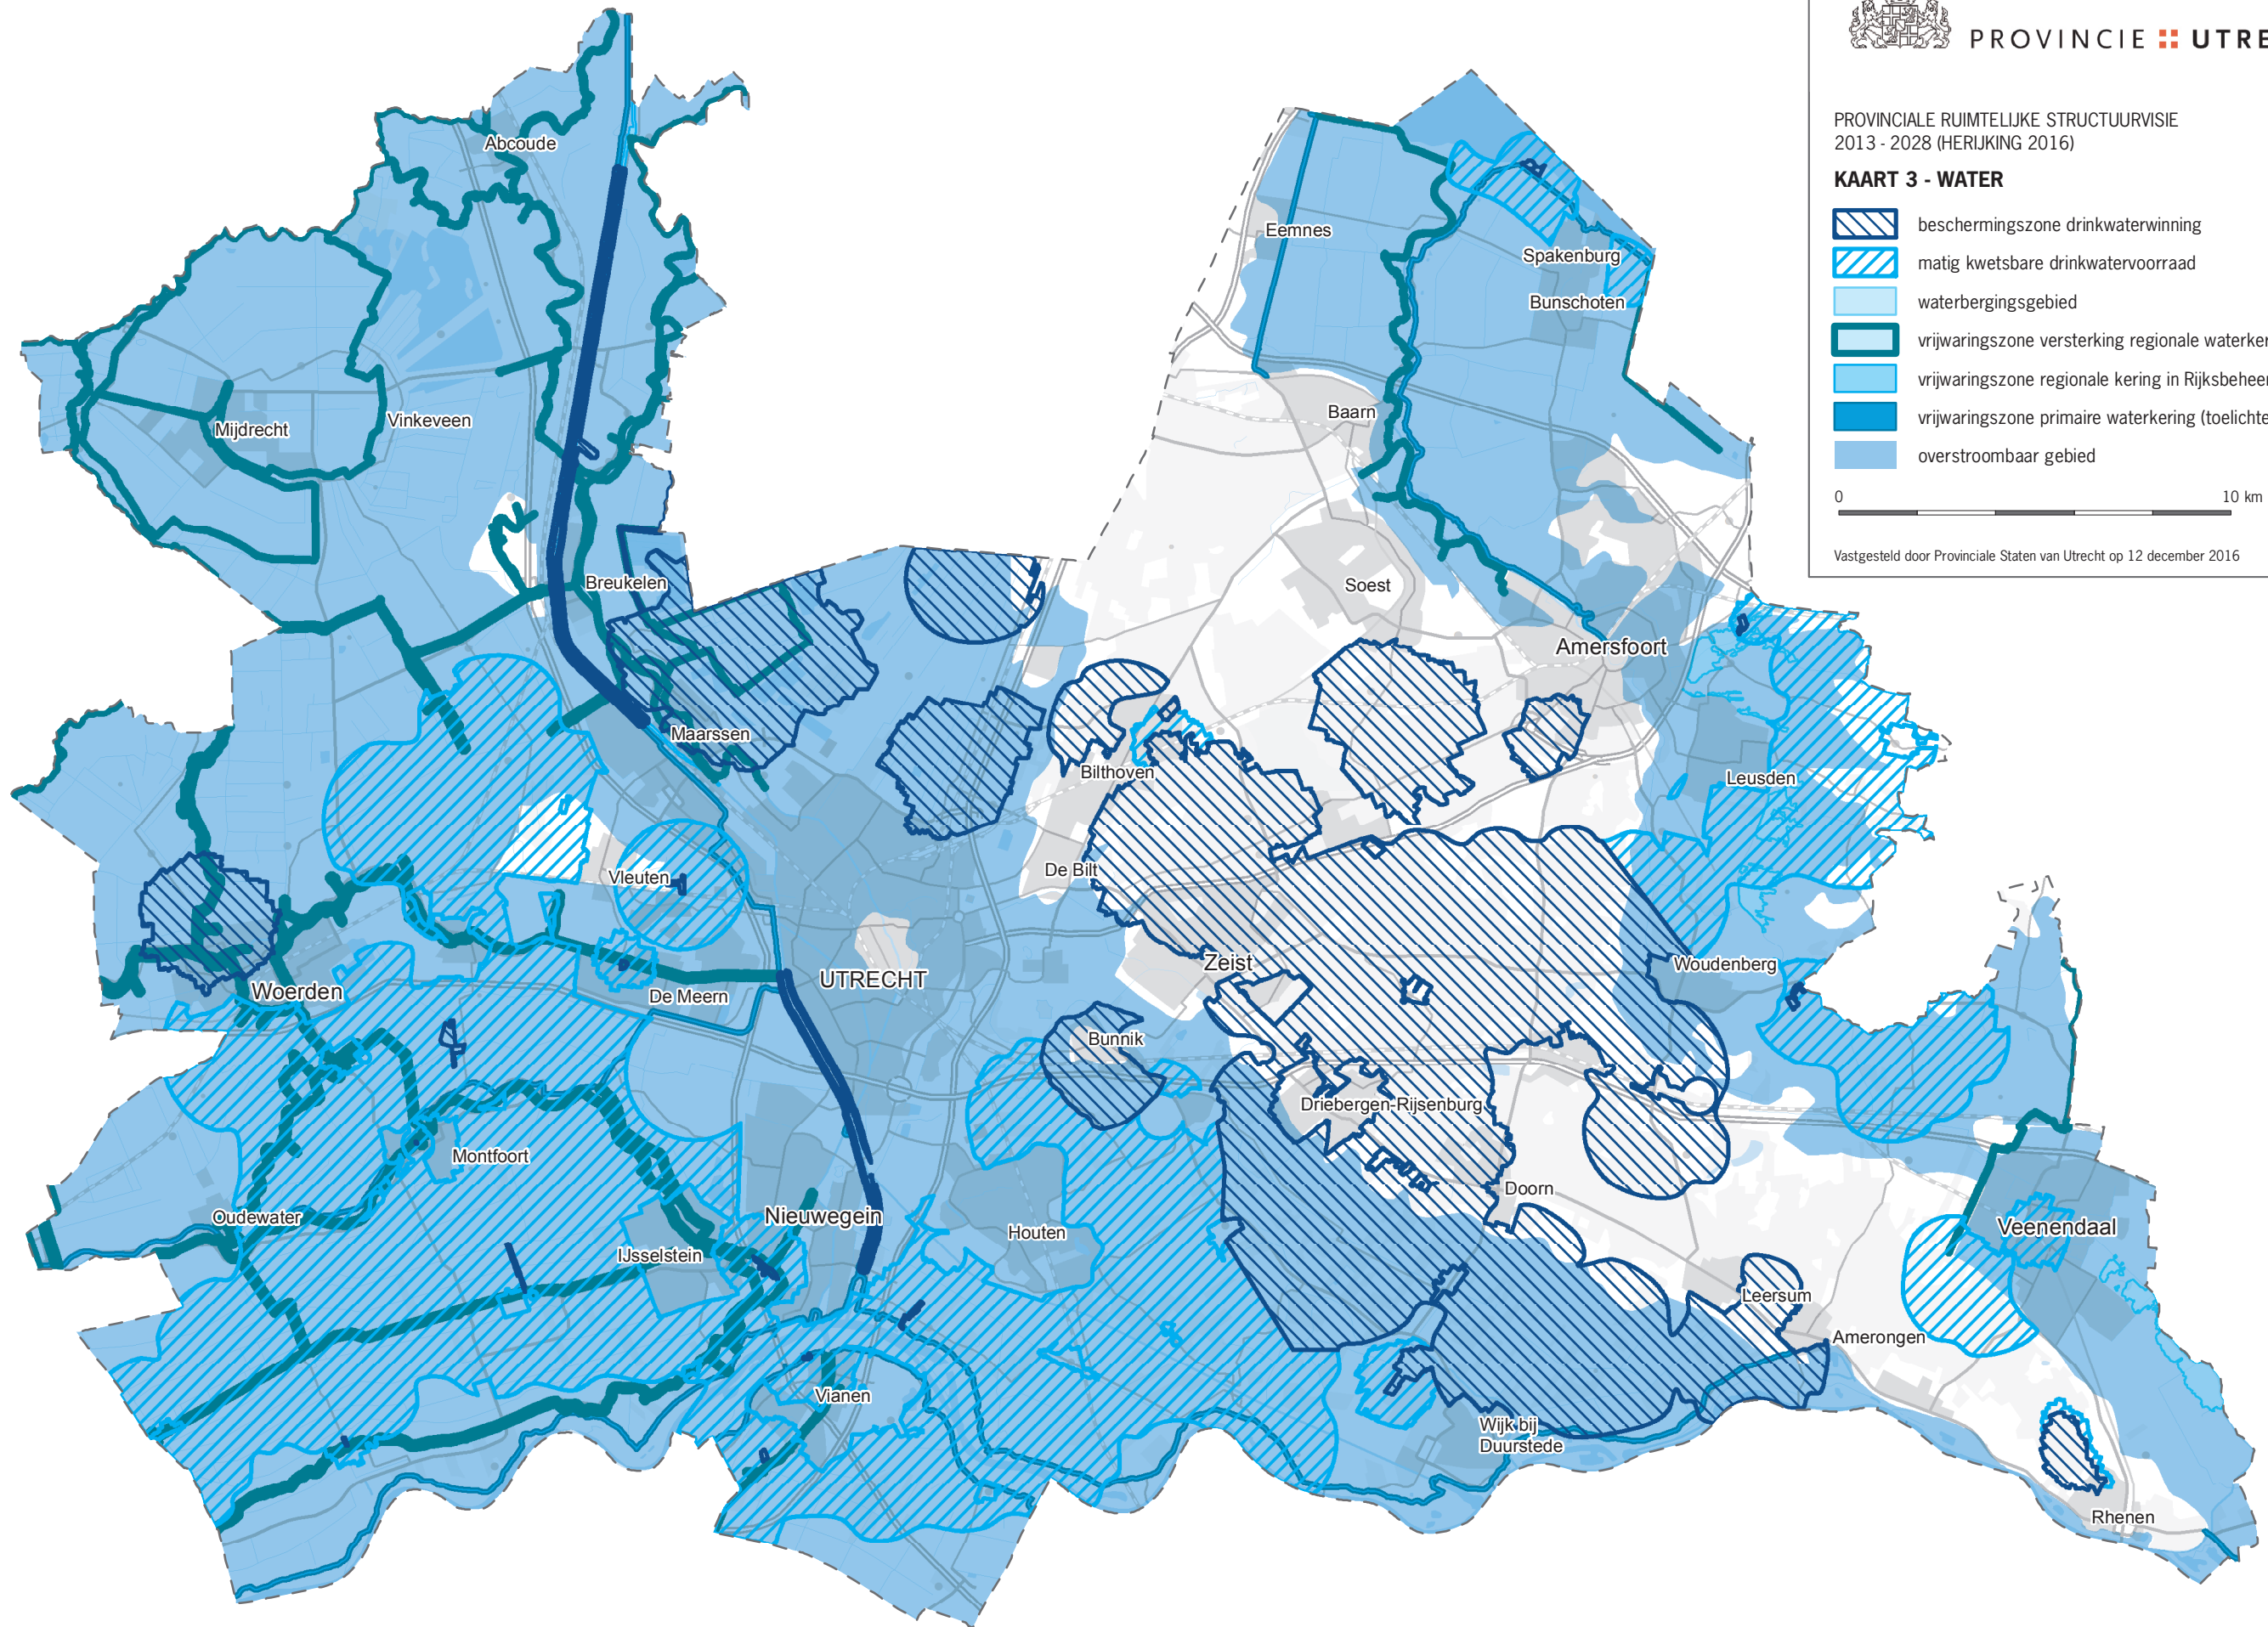 PROVINCIE UTRE
PROVINCIALE RUIMTELIJKE STRUCTUURVISIE
2013 - 2028 (HERIJKING 2016)
KAART 3 - WATER
beschermingszone drinkwaterwinning
matig kwetsbare drinkwatervoorraad
waterbergingsgebied
vrijwaringszone versterking regionale waterker
vrijwaringszone regionale kering in Rijksbeheer
vrijwaringszone primaire waterkering (toelichte
overstroombaar gebied
0 10 km
Vastgesteld door Provinciale Staten van Utrecht op 12 december 2016
Abcoude
Eemnes
Spakenburg
Bunschoten
Baarn
Vinkeveen
Mijdrecht
Breukelen
Soest
Amersfoort
Maarssen
Bilthoven
Leusden
De Bilt
Vleuten
Zeist
Woudenberg
UTRECHT
Woerden
De Meern
Bunnik
Driebergen-Rijsenburg
Montfoort
Doorn
Oudewater
Nieuwegein
Houten
Veenendaal
IJsselstein
Leersum
Amerongen
Vianen
Wijk bij
Duurstede
Rhenen